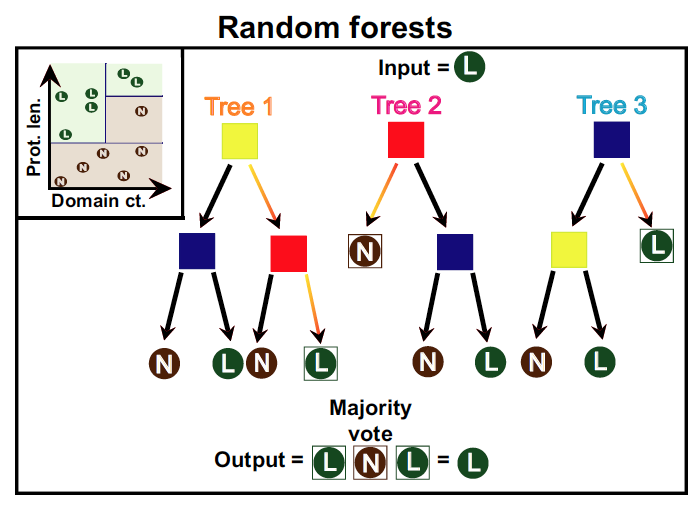 Random forests
Input = L
L
L
L
L
L
L
N
N
N
N
N
N
Prot. len.
Domain ct.
Tree 1 Tree 2 Tree 3
N L
N L N L N L N L
Majority
vote
Output = L N L = L